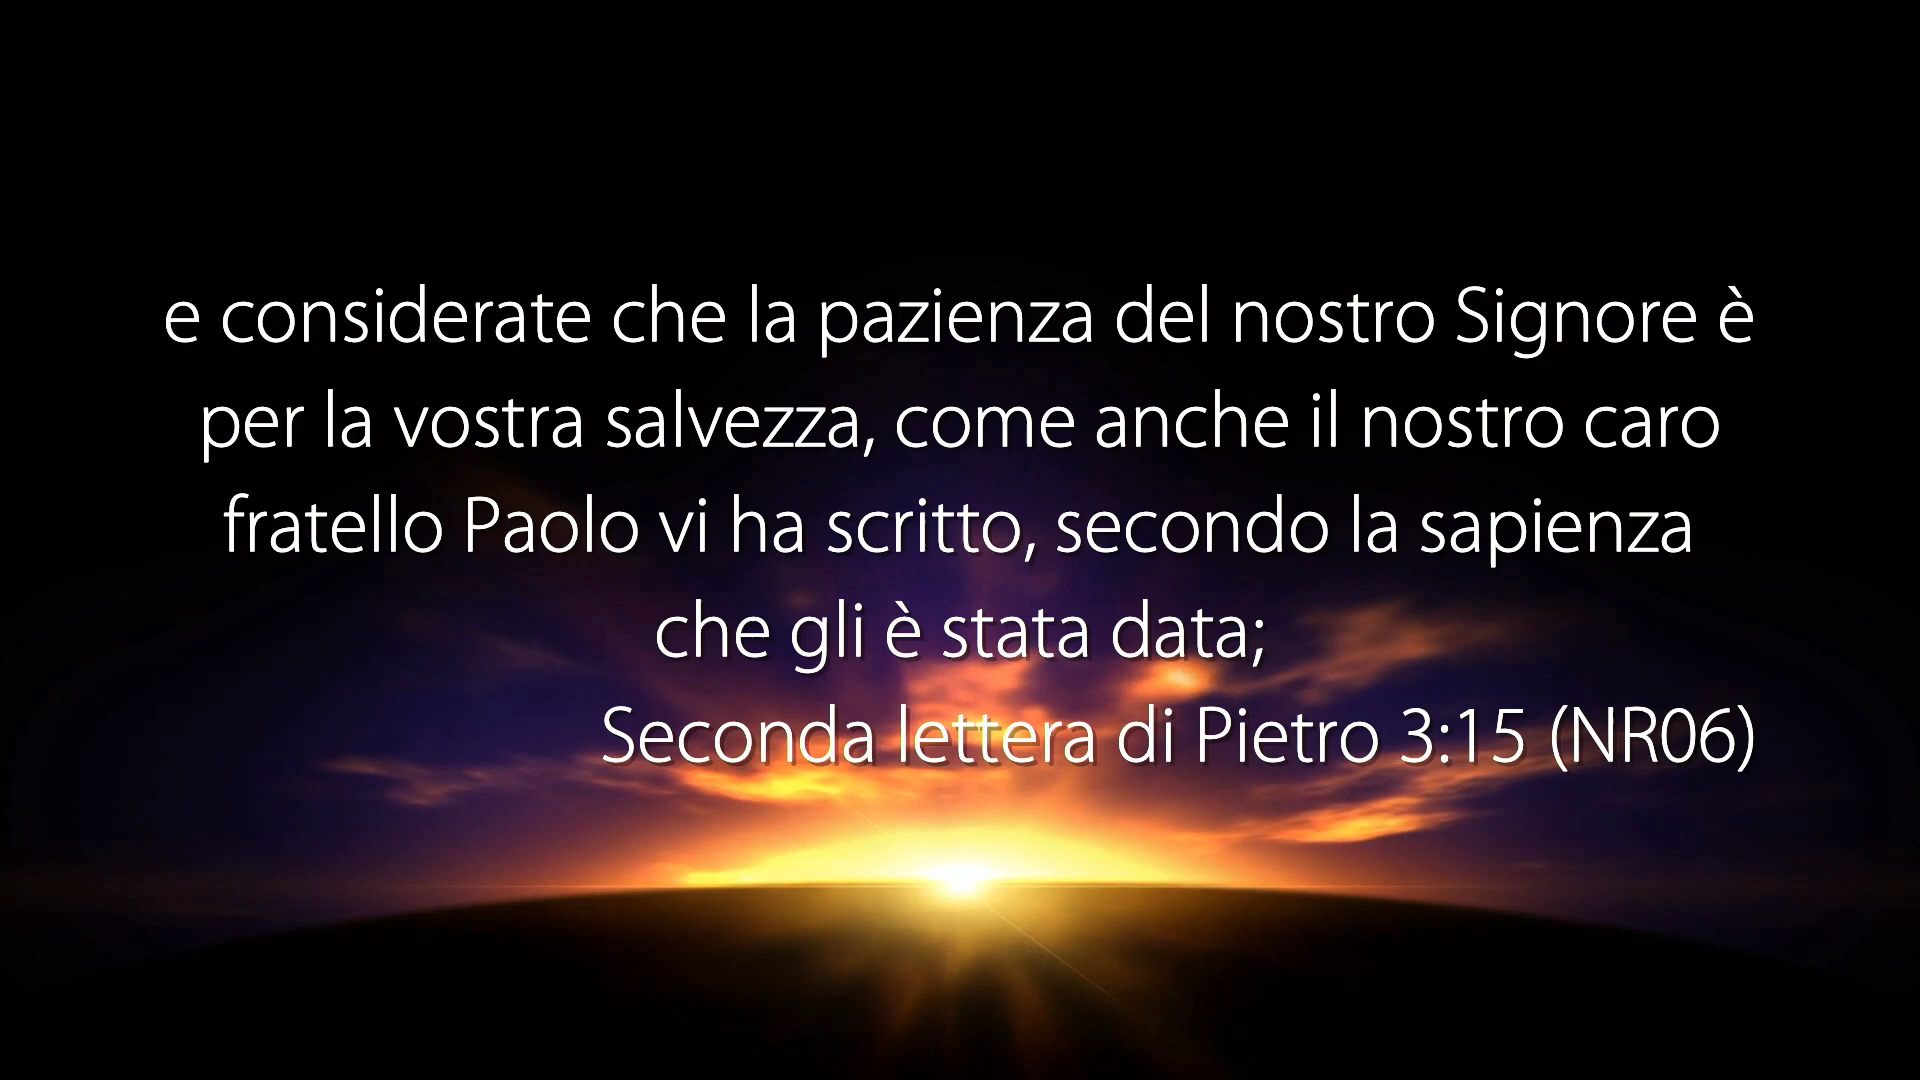 e considerate che la pazienza del nostro Signore è
per la vostra salvezza, come anche il nostro caro
fratello Paolo vi ha scritto, secondo la sapienza
che gli è stata data;
Seconda lettera di Pietro 3:15 (NR06)